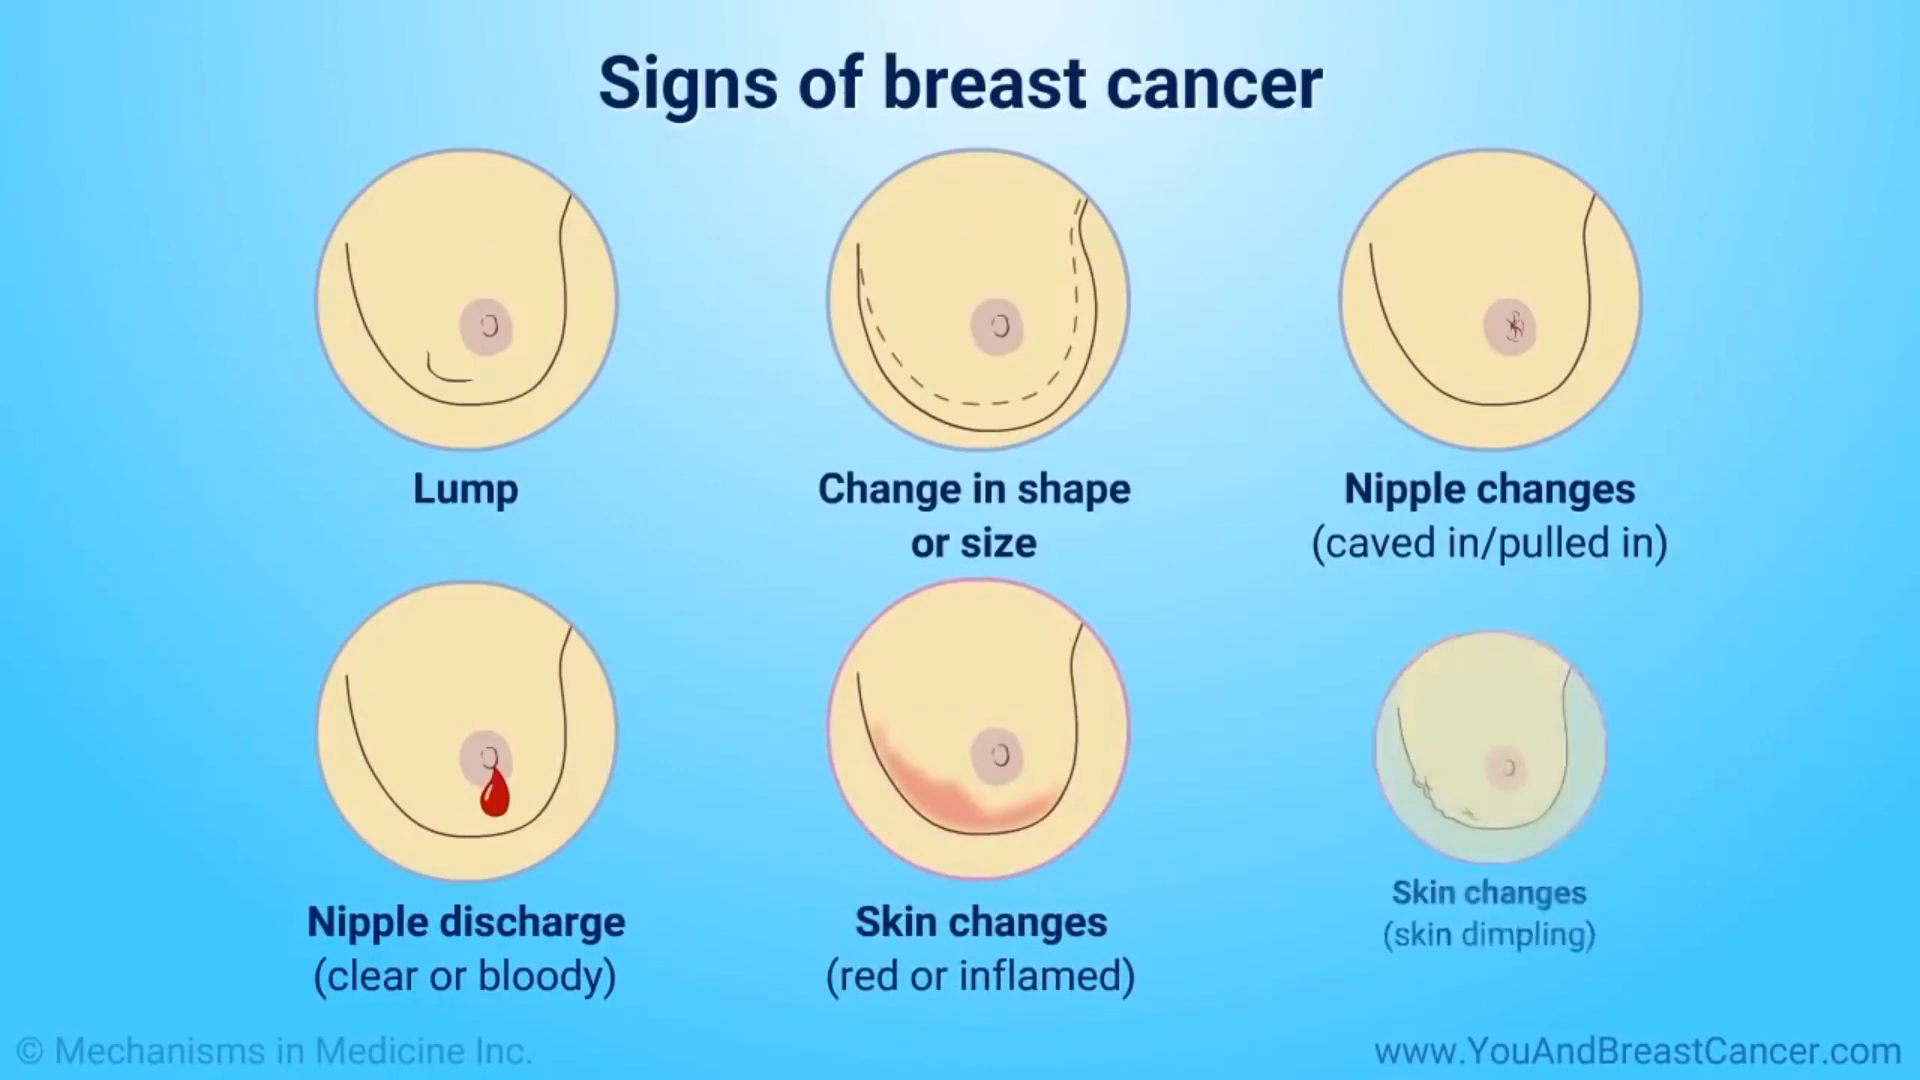 Signs of breast cancer
Lump
Change in shape
or size
Nipple changes
(caved in/pulled in)
Nipple discharge
(clear or bloody)
Skin changes
(red or inflamed)
Skin changes
(skin dimpling)
© Mechanisms in Medicine Inc.
www.YouAndBreastCancer.com